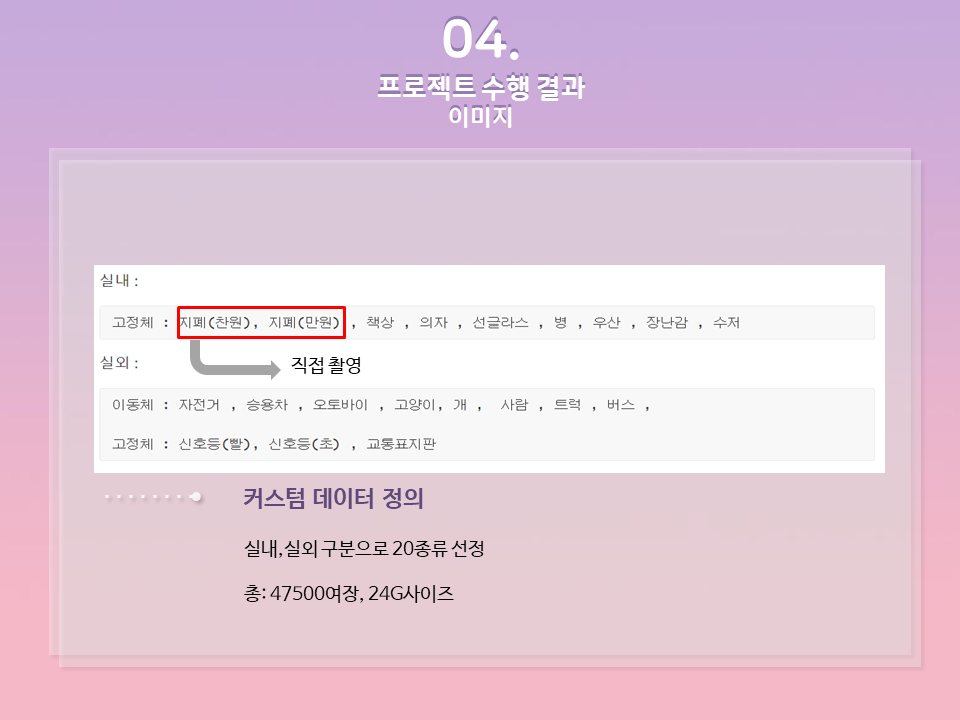 04.
프로젝트 수행 결과
이미지
실내 :
고정체 : 지폐(찬원), 지폐(만원) , 책상 , 의자 , 선글라스 , 병 , 우산 , 장난감 , 수저
직접 촬영
실외 :
이동체 : 자전거 , 승용차 , 오토바이 , 고양이, 개 , 사람 , 트럭 , 버스 ,
고정체 : 신호등(빨), 신호등(초) , 교통표지판
커스텀 데이터 정의
실내,실외 구분으로 20종류 선정
총: 47500여장, 24G사이즈